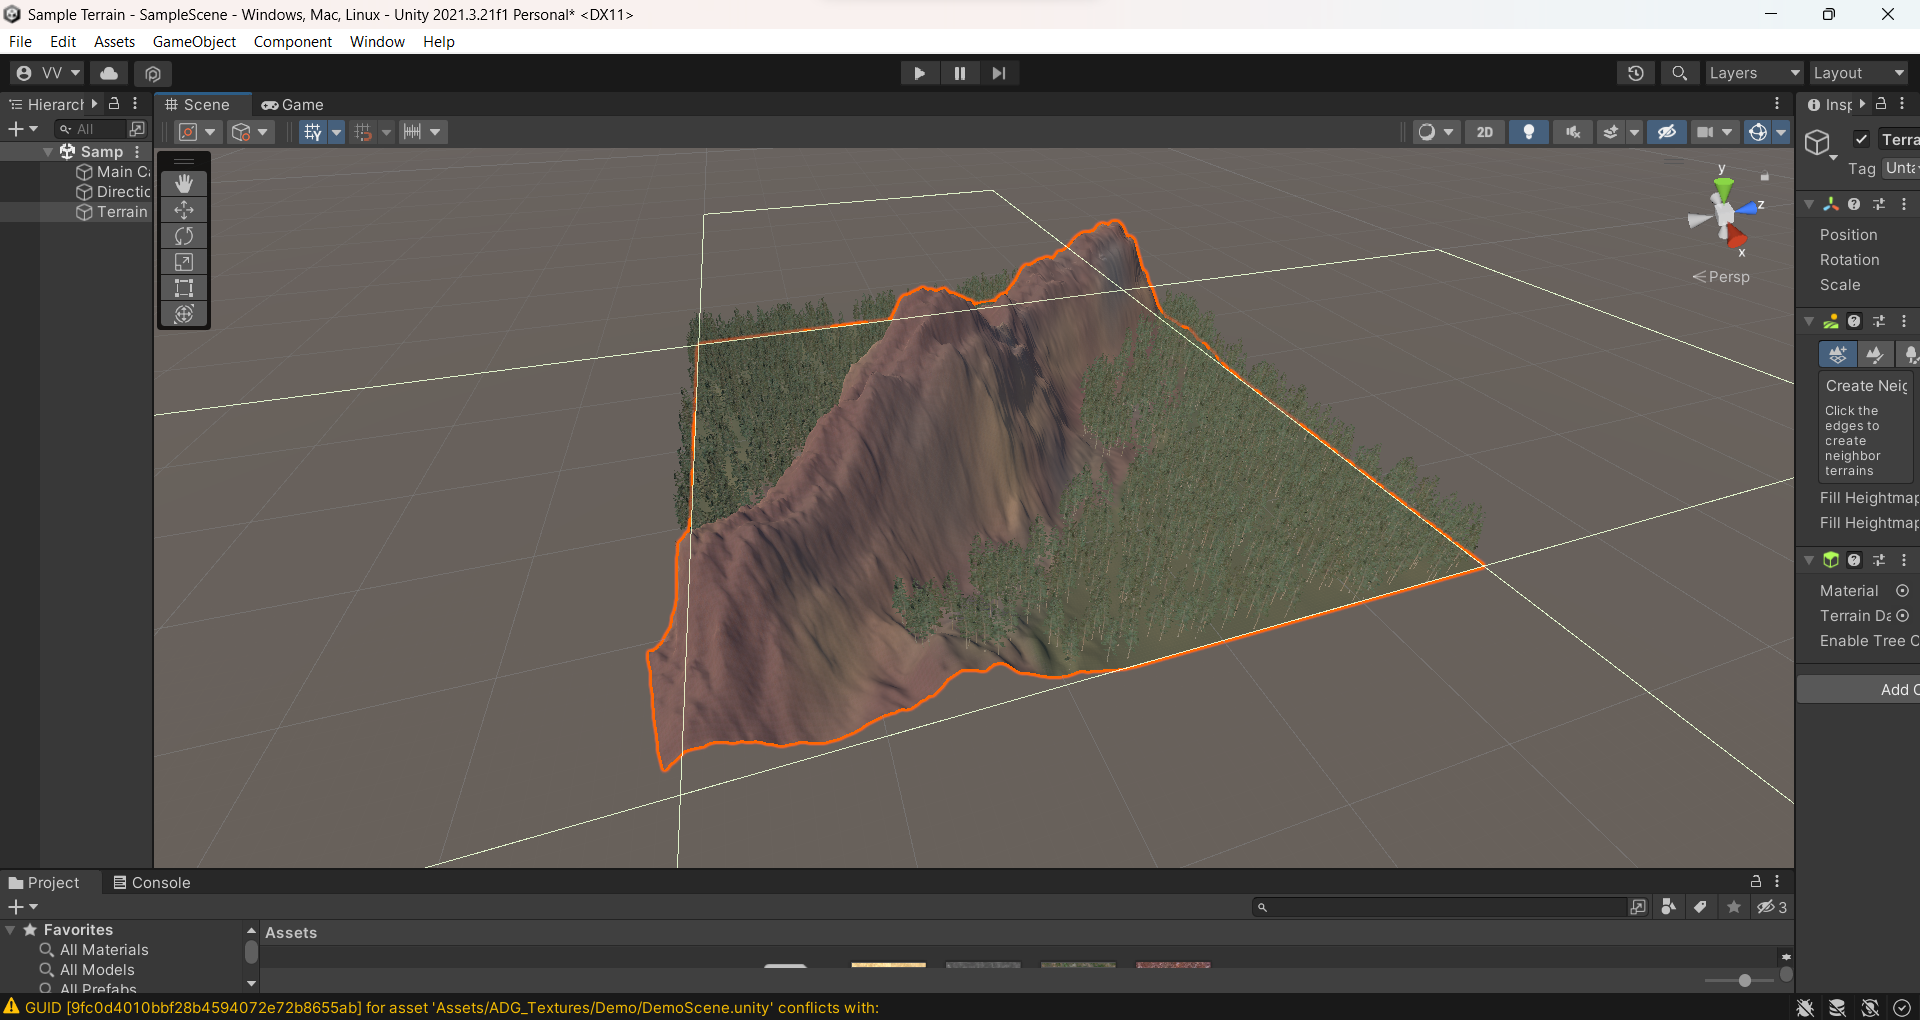 Sample Terrain - SampleScene - Windows, Mac, Linux - Unity 2021.3.21f1 Personal* <DX11>
File Edit Assets GameObject Component Window Help
VV Layers Layout
Hierarch Scene Game Insp
All 2D
Samp Terra
Main Ca
Tag Unta
Directio
Terrain
y
z
x
Persp
Position
Rotation
Scale
Create Neig
Click the
edges to
create
neighbor
terrains
Fill Heightmap
Fill Heightmap
Material
Terrain Da
Enable Tree C
Add C
Project Console
3
Favorites Assets
All Materials
All Models
All Prefabs
GUID [9fc0d4010bbf28b4594072e72b8655ab] for asset 'Assets/ADG_Textures/Demo/DemoScene.unity' conflicts with: